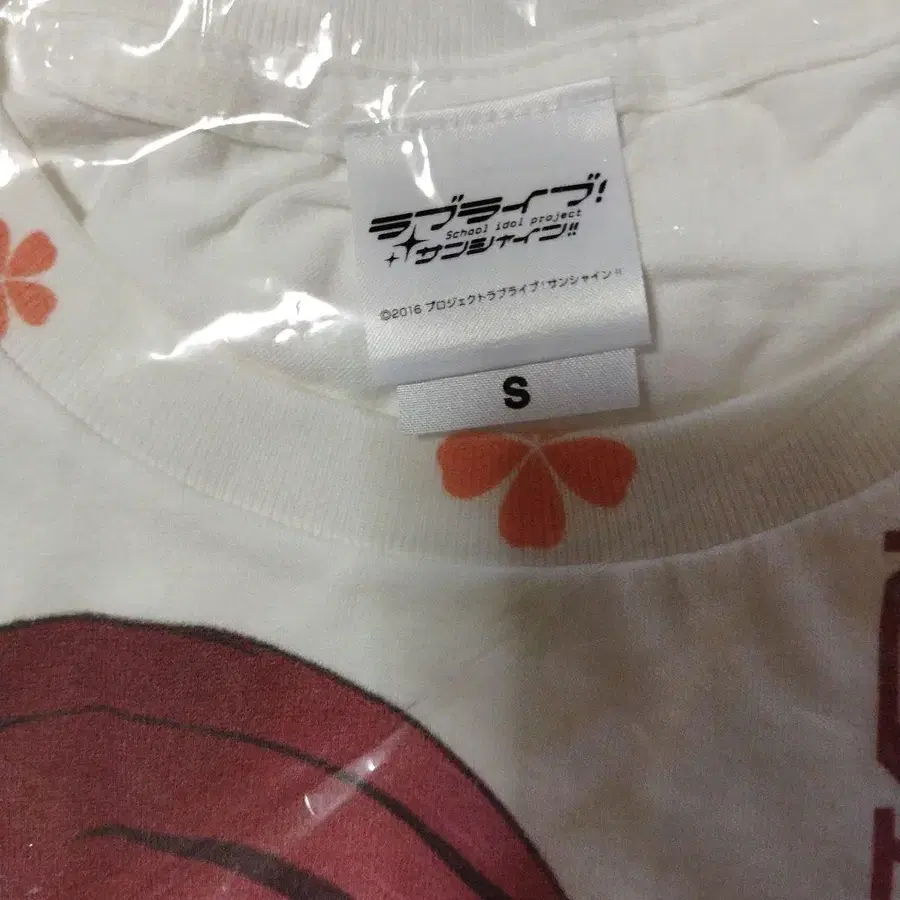 ラブライブ!
School idol project
サンシャイン!!
©2016 プロジェクトラブライブ!サンシャイン!!
S